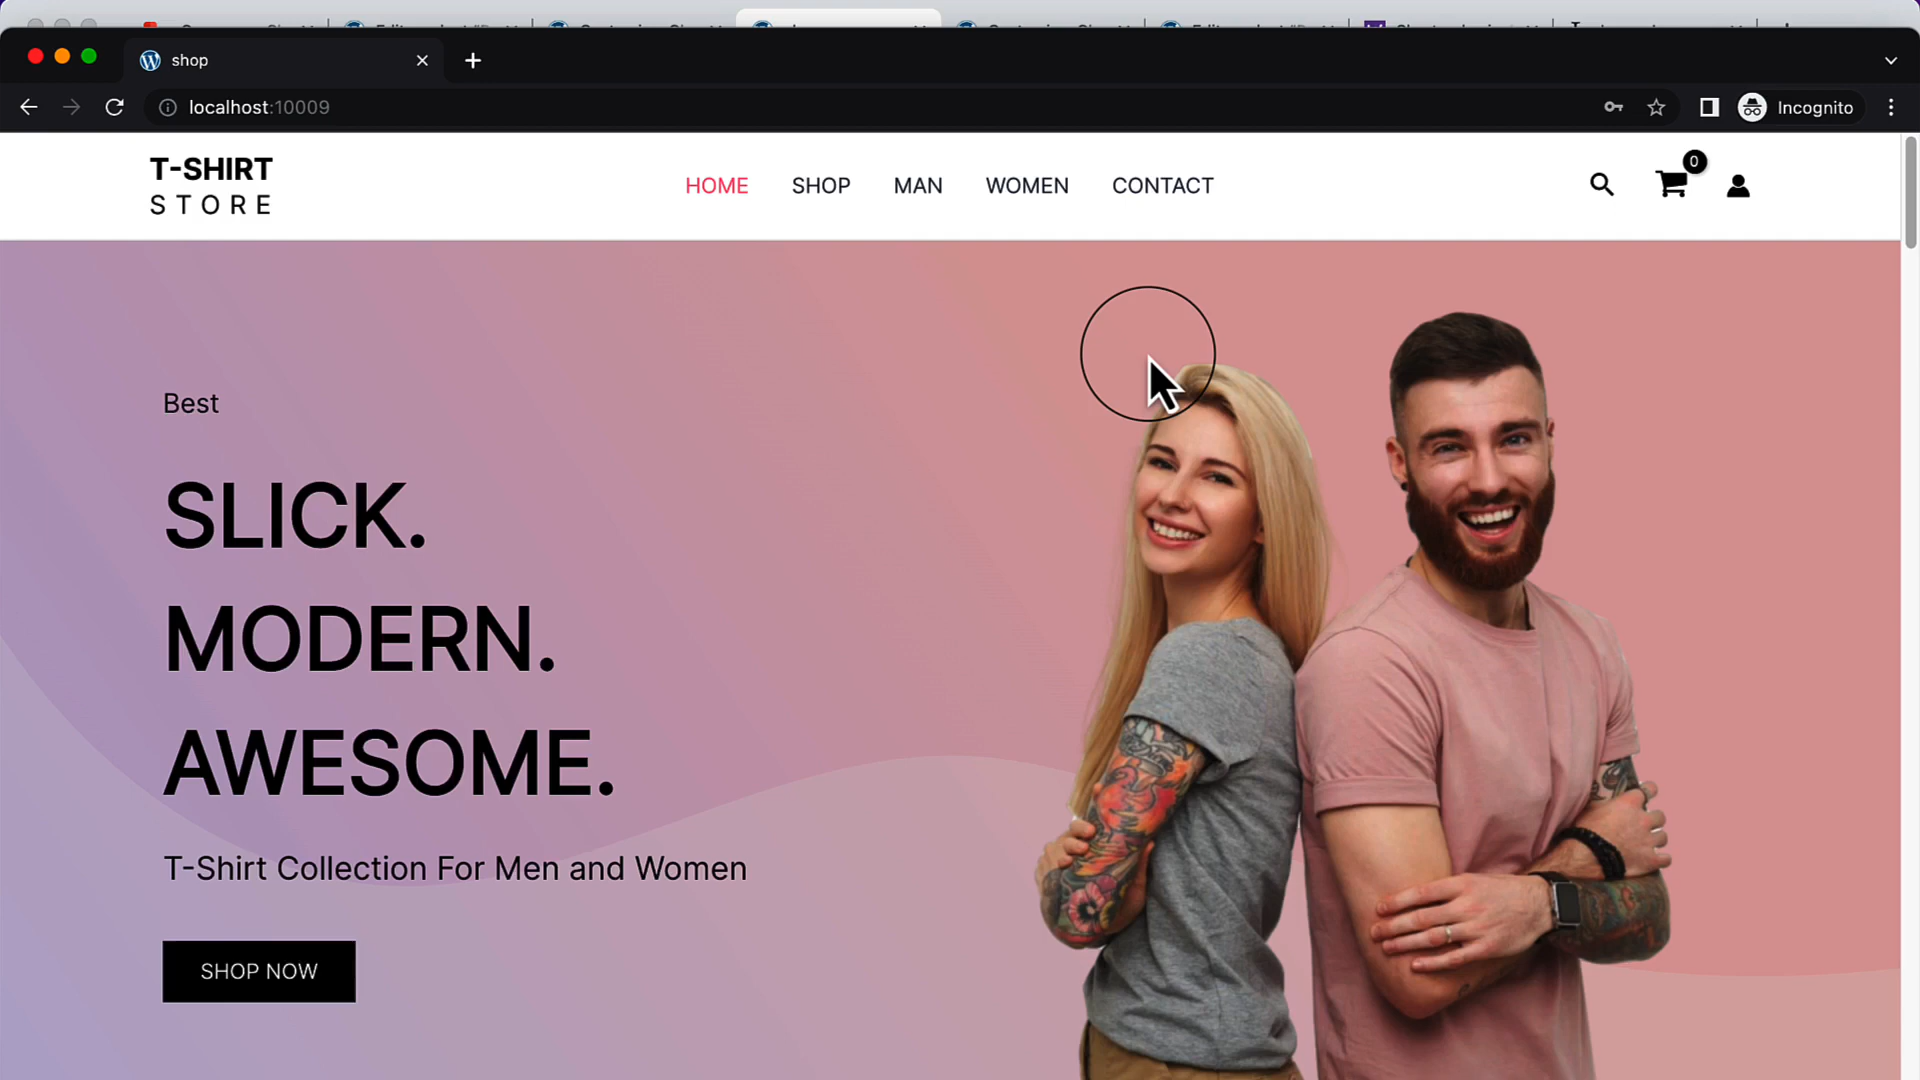 shop
localhost:10009
Incognito
T-SHIRT
STORE
HOME
SHOP
MAN
WOMEN
CONTACT
0
Best
SLICK.
MODERN.
AWESOME.
T-Shirt Collection For Men and Women
SHOP NOW